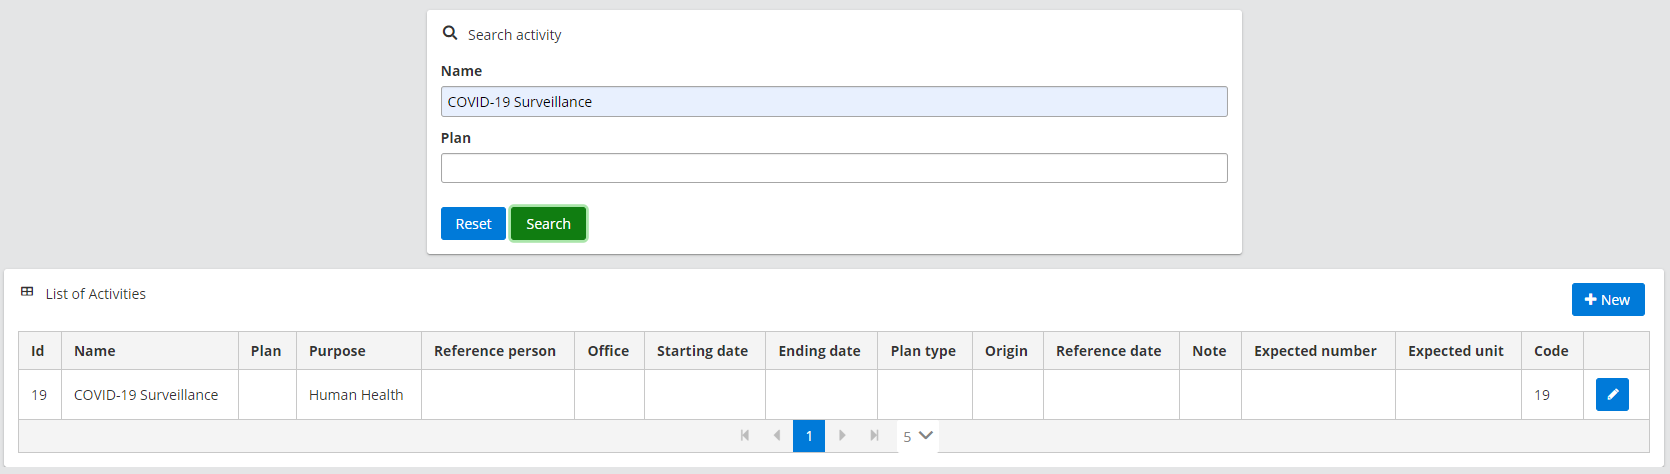 Search activity
Name
COVID-19 Surveillance
Plan
Reset Search
List of Activities
New
Id Name Plan Purpose Reference person Office Starting date Ending date Plan type Origin Reference date Note Expected number Expected unit Code
19 COVID-19 Surveillance Human Health 19
1 5